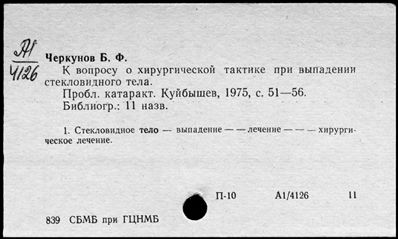 А1
4126
Черкунов Б. Ф.
К вопросу о хирургической тактике при выпадении
стекловидного тела.
Пробл. катаракт. Куйбышев, 1975, с. 51—56.
Библиогр.: 11 назв.
1. Стекловидное тело — выпадение — — лечение — — — хирурги-
ческое лечение.
П-10 А1/4126 11
839 СБМБ при ГЦНМБ